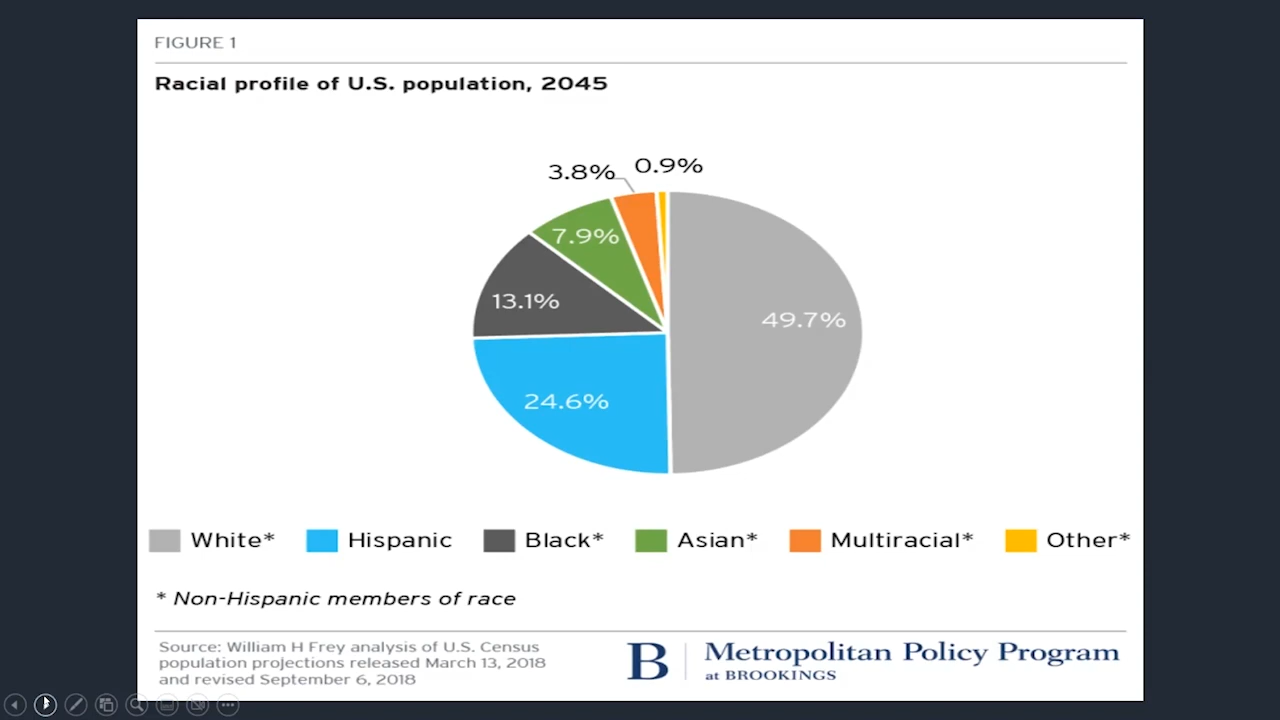 FIGURE 1
Racial profile of U.S. population, 2045
3.8%
0.9%
7.9%
13.1%
49.7%
24.6%
White*
Hispanic
Black*
Asian*
Multiracial*
Other*
* Non-Hispanic members of race
Source: William H Frey analysis of U.S. Census
population projections released March 13, 2018
and revised September 6, 2018
B
Metropolitan Policy Program
at BROOKINGS